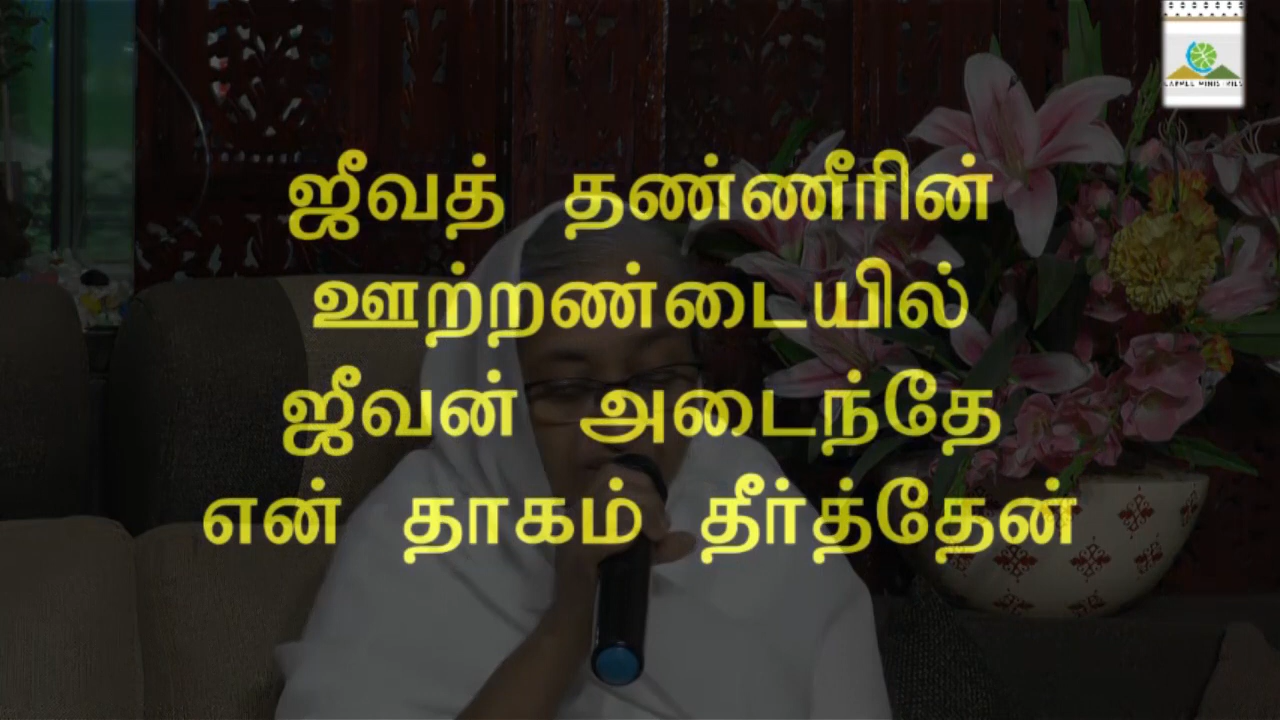 ஜீவத் தண்ணீரின்
ஊற்றண்டையில்
ஜீவன் அடைந்தே
என் தாகம் தீர்த்தேன்